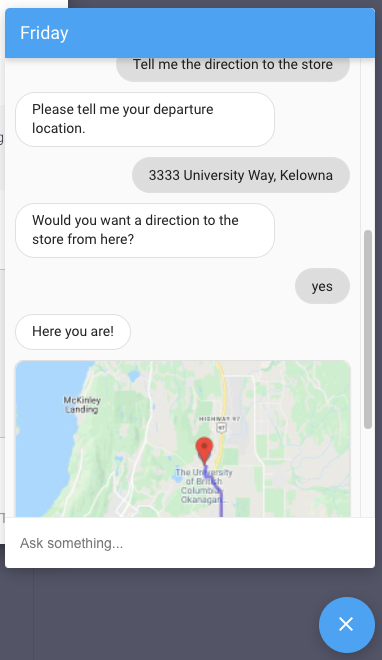 Friday
Tell me the direction to the store
Please tell me your departure
location.
3333 University Way, Kelowna
Would you want a direction to the
store from here?
yes
Here you are!
McKinley
Landing
HIGHWAY 97
97
The University
of British
Columbia
Okanagan...
Ask something...